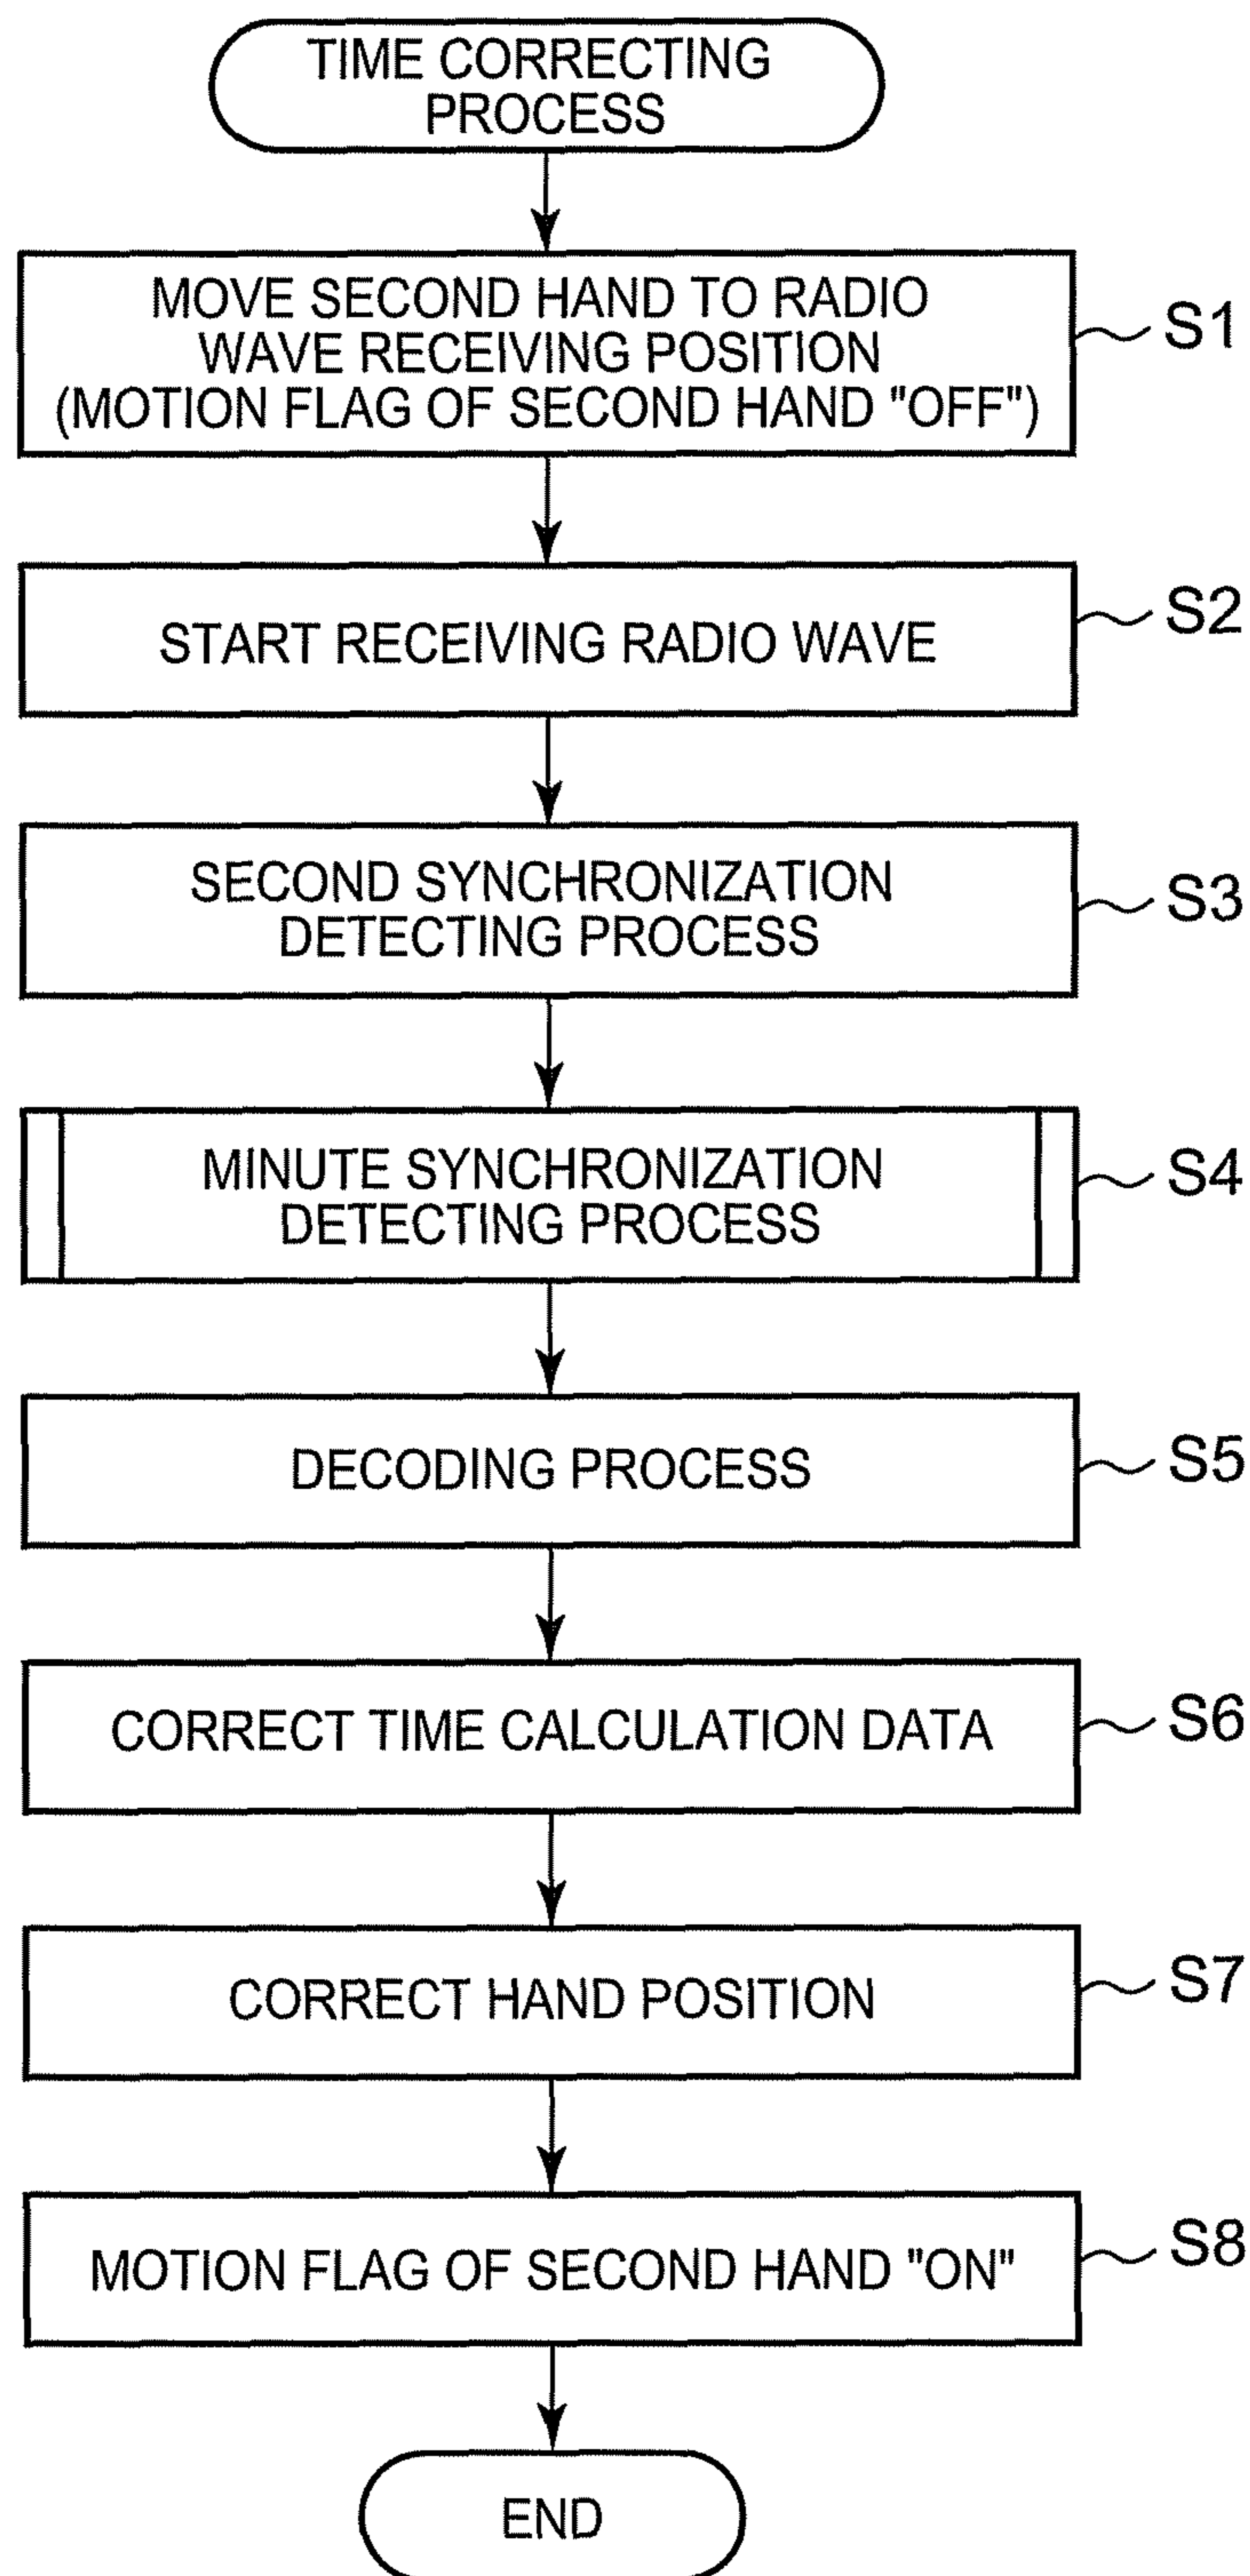 TIME CORRECTING
PROCESS
MOVE SECOND HAND TO RADIO
WAVE RECEIVING POSITION
(MOTION FLAG OF SECOND HAND "OFF")
S1
START RECEIVING RADIO WAVE
S2
SECOND SYNCHRONIZATION
DETECTING PROCESS
S3
MINUTE SYNCHRONIZATION
DETECTING PROCESS
S4
DECODING PROCESS
S5
CORRECT TIME CALCULATION DATA
S6
CORRECT HAND POSITION
S7
MOTION FLAG OF SECOND HAND "ON"
S8
END